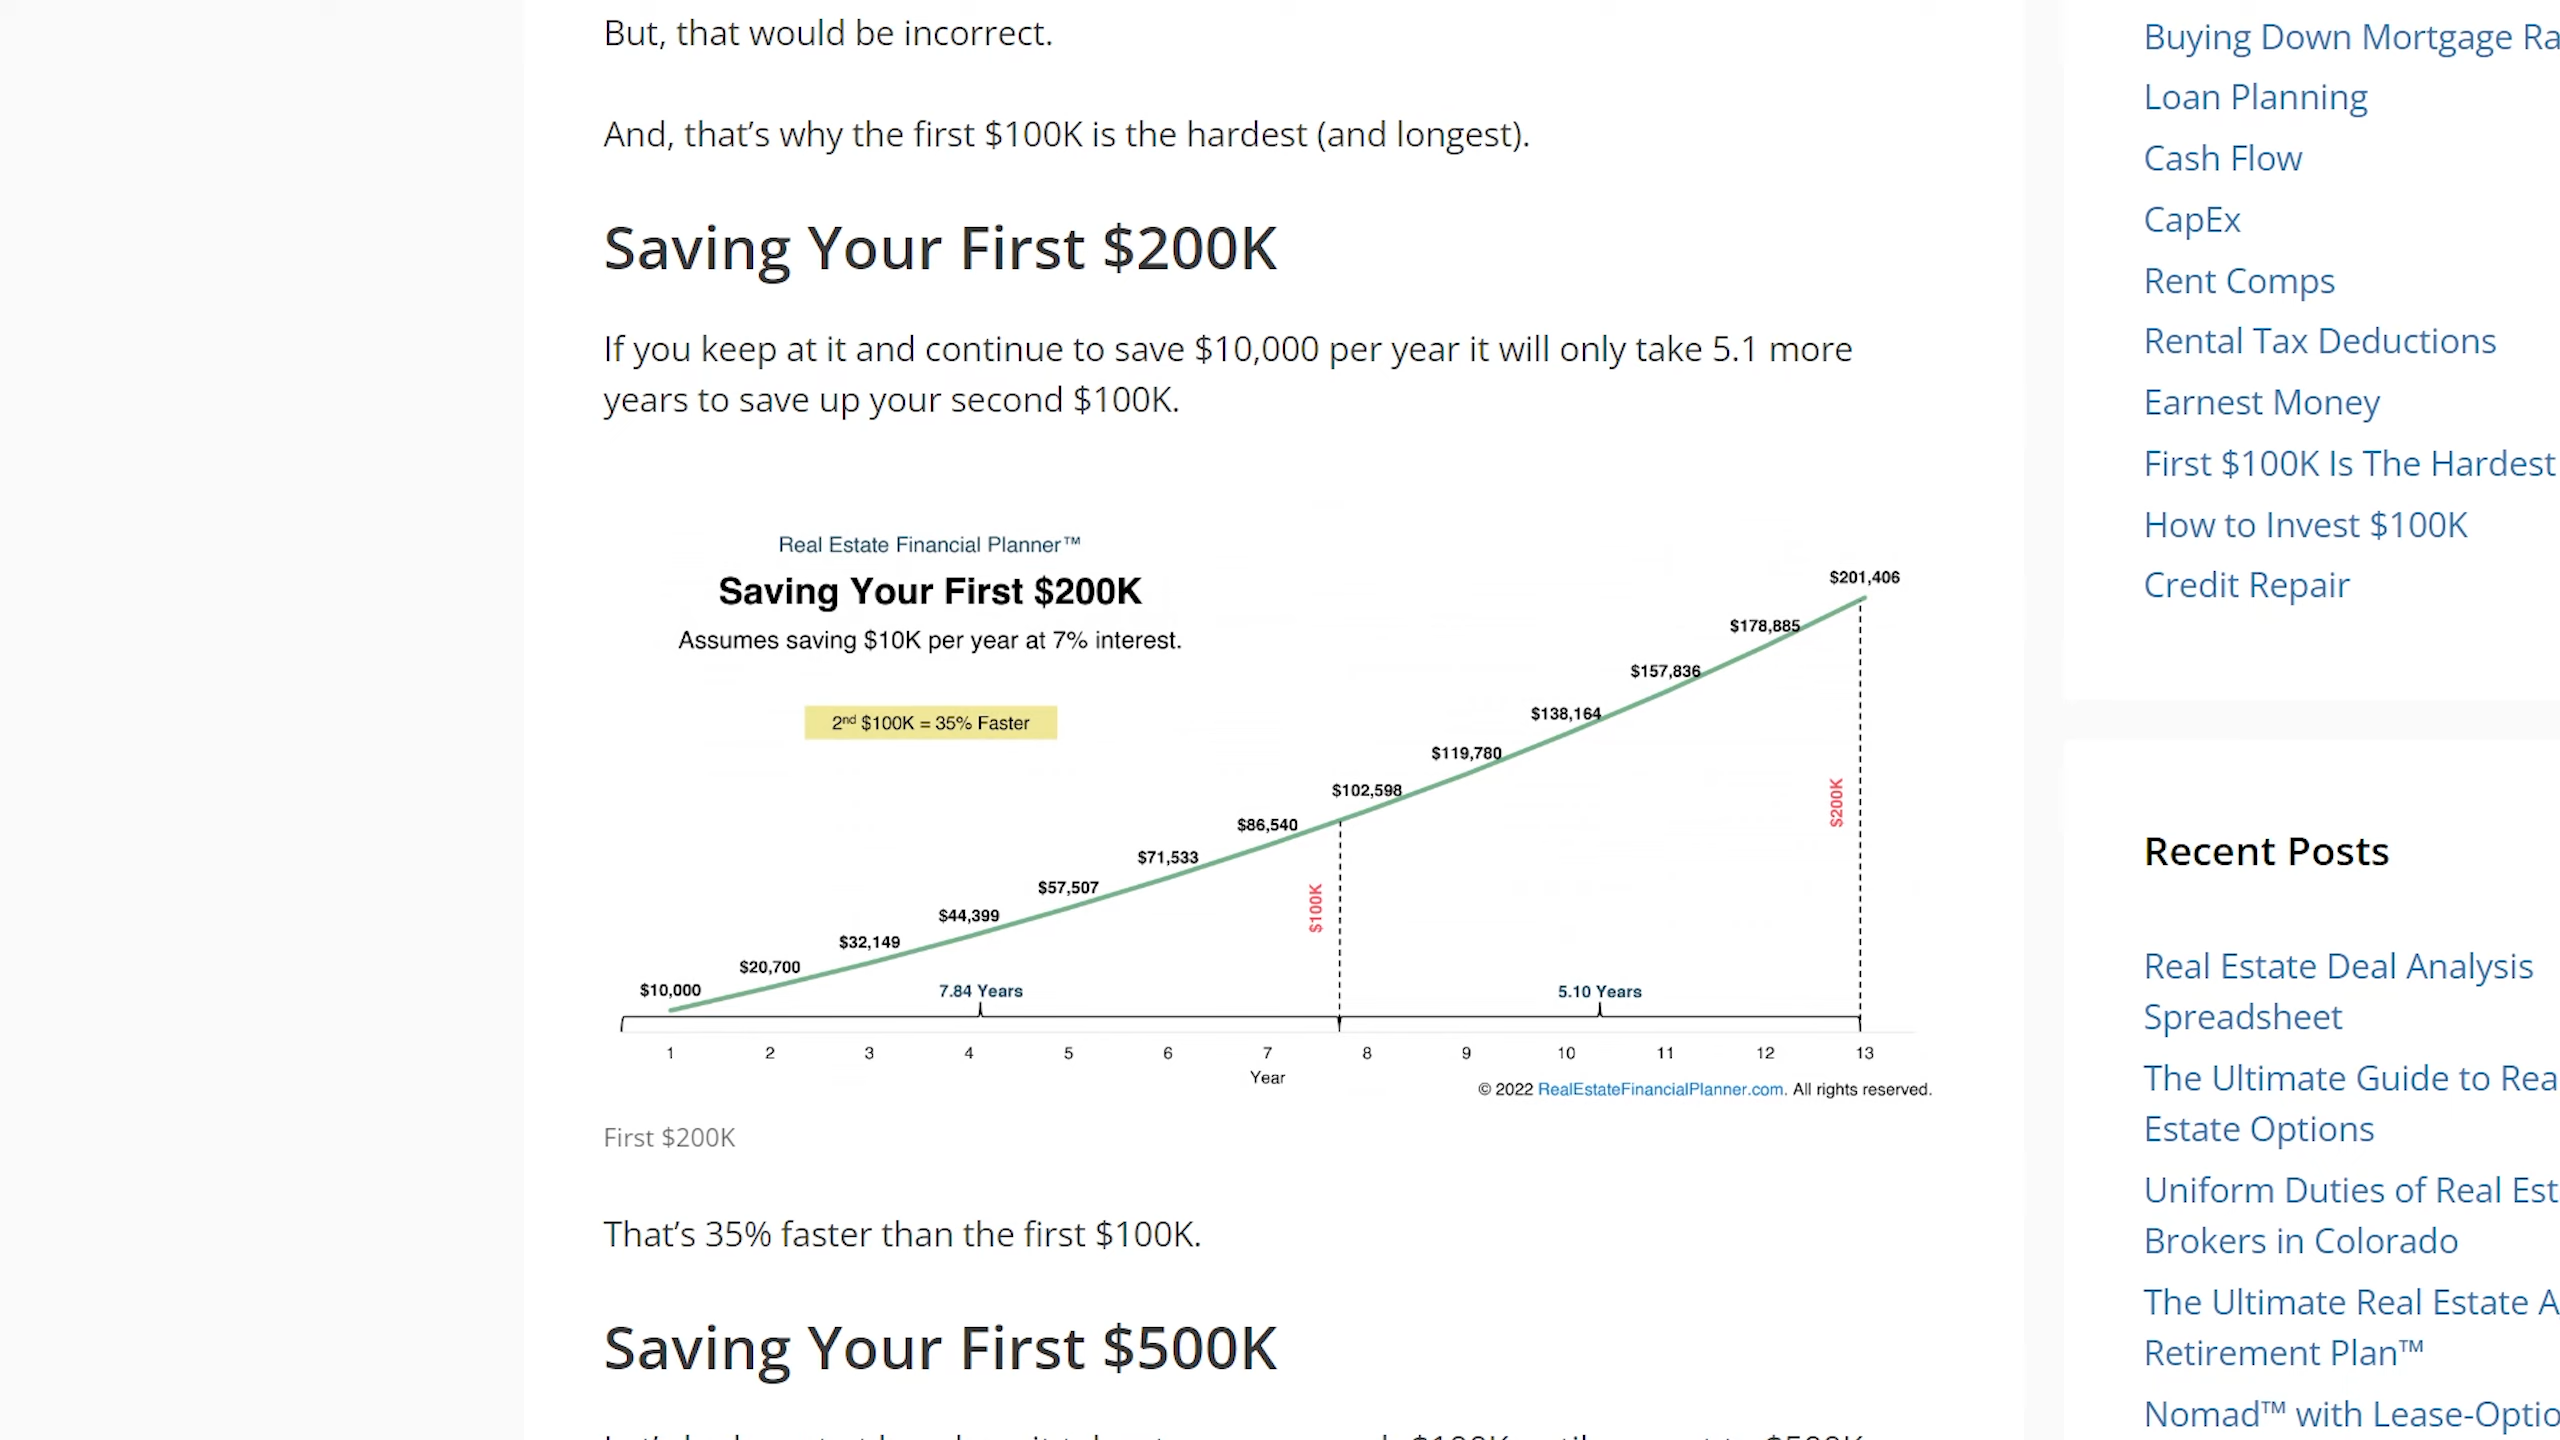 But, that would be incorrect.
And, that’s why the first $100K is the hardest (and longest).
Saving Your First $200K
If you keep at it and continue to save $10,000 per year it will only take 5.1 more
years to save up your second $100K.
Real Estate Financial Planner™
Saving Your First $200K
Assumes saving $10K per year at 7% interest.
2nd $100K = 35% Faster
$201,406
$178,885
$157,836
$138,164
$119,780
$102,598
$86,540
$71,533
$57,507
$44,399
$32,149
$20,700
$10,000
$100K
$200K
7.84 Years
5.10 Years
1 2 3 4 5 6 7 8 9 10 11 12 13
Year
© 2022 RealEstateFinancialPlanner.com. All rights reserved.
First $200K
That’s 35% faster than the first $100K.
Saving Your First $500K
Buying Down Mortgage Ra
Loan Planning
Cash Flow
CapEx
Rent Comps
Rental Tax Deductions
Earnest Money
First $100K Is The Hardest
How to Invest $100K
Credit Repair
Recent Posts
Real Estate Deal Analysis
Spreadsheet
The Ultimate Guide to Rea
Estate Options
Uniform Duties of Real Est
Brokers in Colorado
The Ultimate Real Estate A
Retirement Plan™
Nomad™ with Lease-Optio